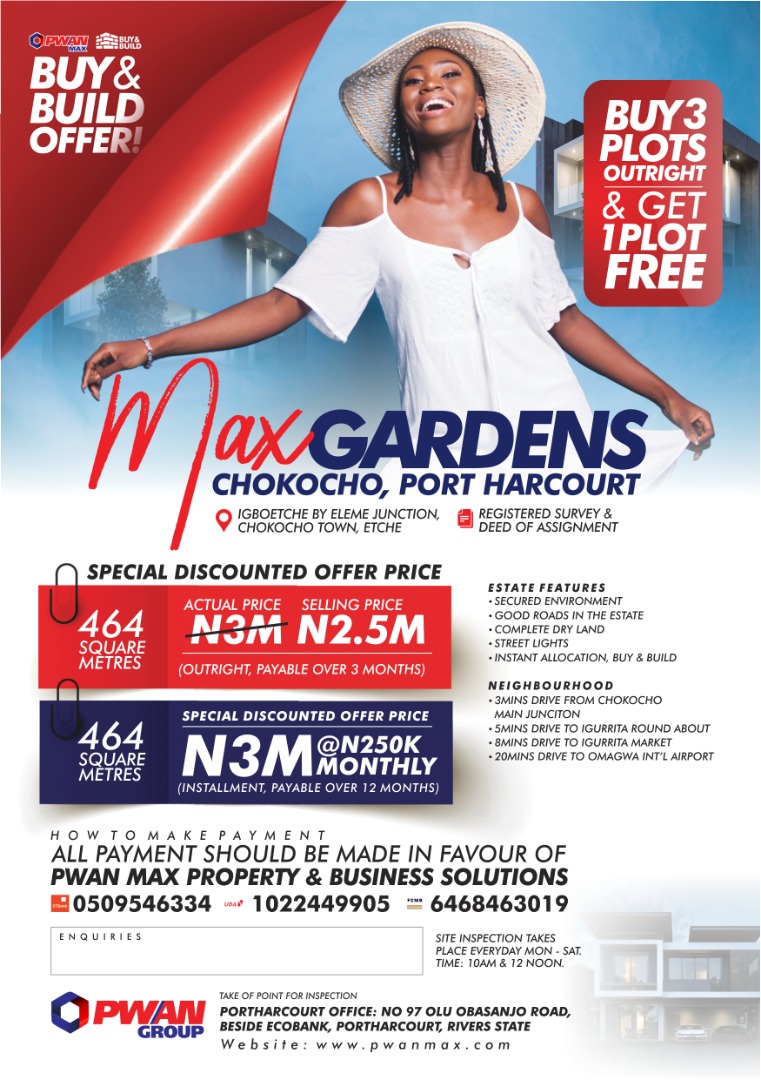 PWAN
MAX
BUY&
BUILD
BUY&
BUILD
OFFER!
BUY 3
PLOTS
OUTRIGHT
& GET
1 PLOT
FREE
Max GARDENS
CHOKOCHO, PORT HARCOURT
IGBOETCHE BY ELEME JUNCTION,
CHOKOCHO TOWN, ETCHE
REGISTERED SURVEY &
DEED OF ASSIGNMENT
SPECIAL DISCOUNTED OFFER PRICE
464
SQUARE
METRES
ACTUAL PRICE SELLING PRICE
N3M N2.5M
(OUTRIGHT, PAYABLE OVER 3 MONTHS)
464
SQUARE
METRES
SPECIAL DISCOUNTED OFFER PRICE
N3M @N250K
MONTHLY
(INSTALLMENT, PAYABLE OVER 12 MONTHS)
ESTATE FEATURES
• SECURED ENVIRONMENT
• GOOD ROADS IN THE ESTATE
• COMPLETE DRY LAND
• STREET LIGHTS
• INSTANT ALLOCATION, BUY & BUILD
NEIGHBOURHOOD
• 3MINS DRIVE FROM CHOKOCHO
MAIN JUNCITON
• 5MINS DRIVE TO IGURRITA ROUND ABOUT
• 8MINS DRIVE TO IGURRITA MARKET
• 20MINS DRIVE TO OMAGWA INT'L AIRPORT
HOW TO MAKE PAYMENT
ALL PAYMENT SHOULD BE MADE IN FAVOUR OF
PWAN MAX PROPERTY & BUSINESS SOLUTIONS
GTBank 0509546334 UBA 1022449905 FCMB 6468463019
ENQUIRIES
SITE INSPECTION TAKES
PLACE EVERYDAY MON - SAT.
TIME: 10AM & 12 NOON.
PWAN
GROUP
TAKE OF POINT FOR INSPECTION
PORTHARCOURT OFFICE: NO 97 OLU OBASANJO ROAD,
BESIDE ECOBANK, PORTHARCOURT, RIVERS STATE
Website: www.pwanmax.com